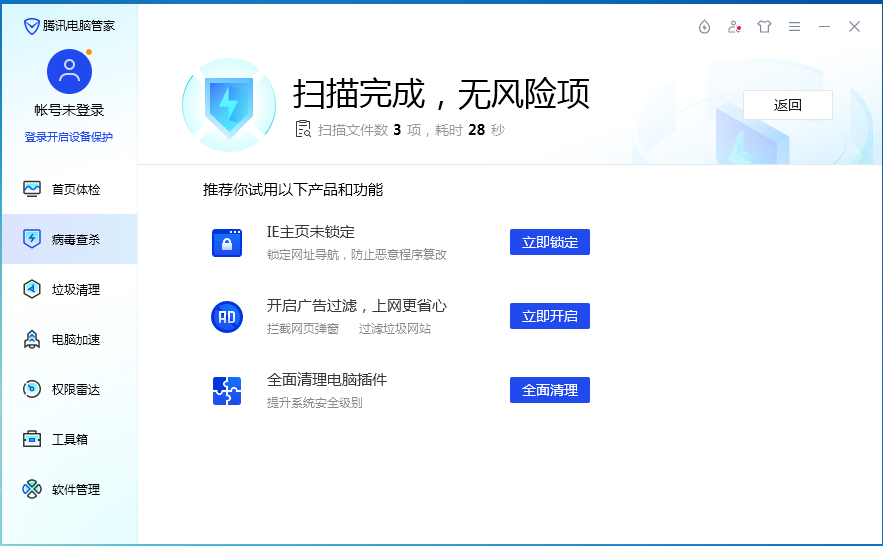 腾讯电脑管家
帐号未登录
登录开启设备保护
首页体检
病毒查杀
垃圾清理
电脑加速
权限雷达
工具箱
软件管理
扫描完成，无风险项
扫描文件数 3 项，耗时 28 秒
返回
推荐你试用以下产品和功能
IE主页未锁定
锁定网址导航，防止恶意程序篡改
立即锁定
AD
开启广告过滤，上网更省心
拦截网页弹窗 过滤垃圾网站
立即开启
全面清理电脑插件
提升系统安全级别
全面清理